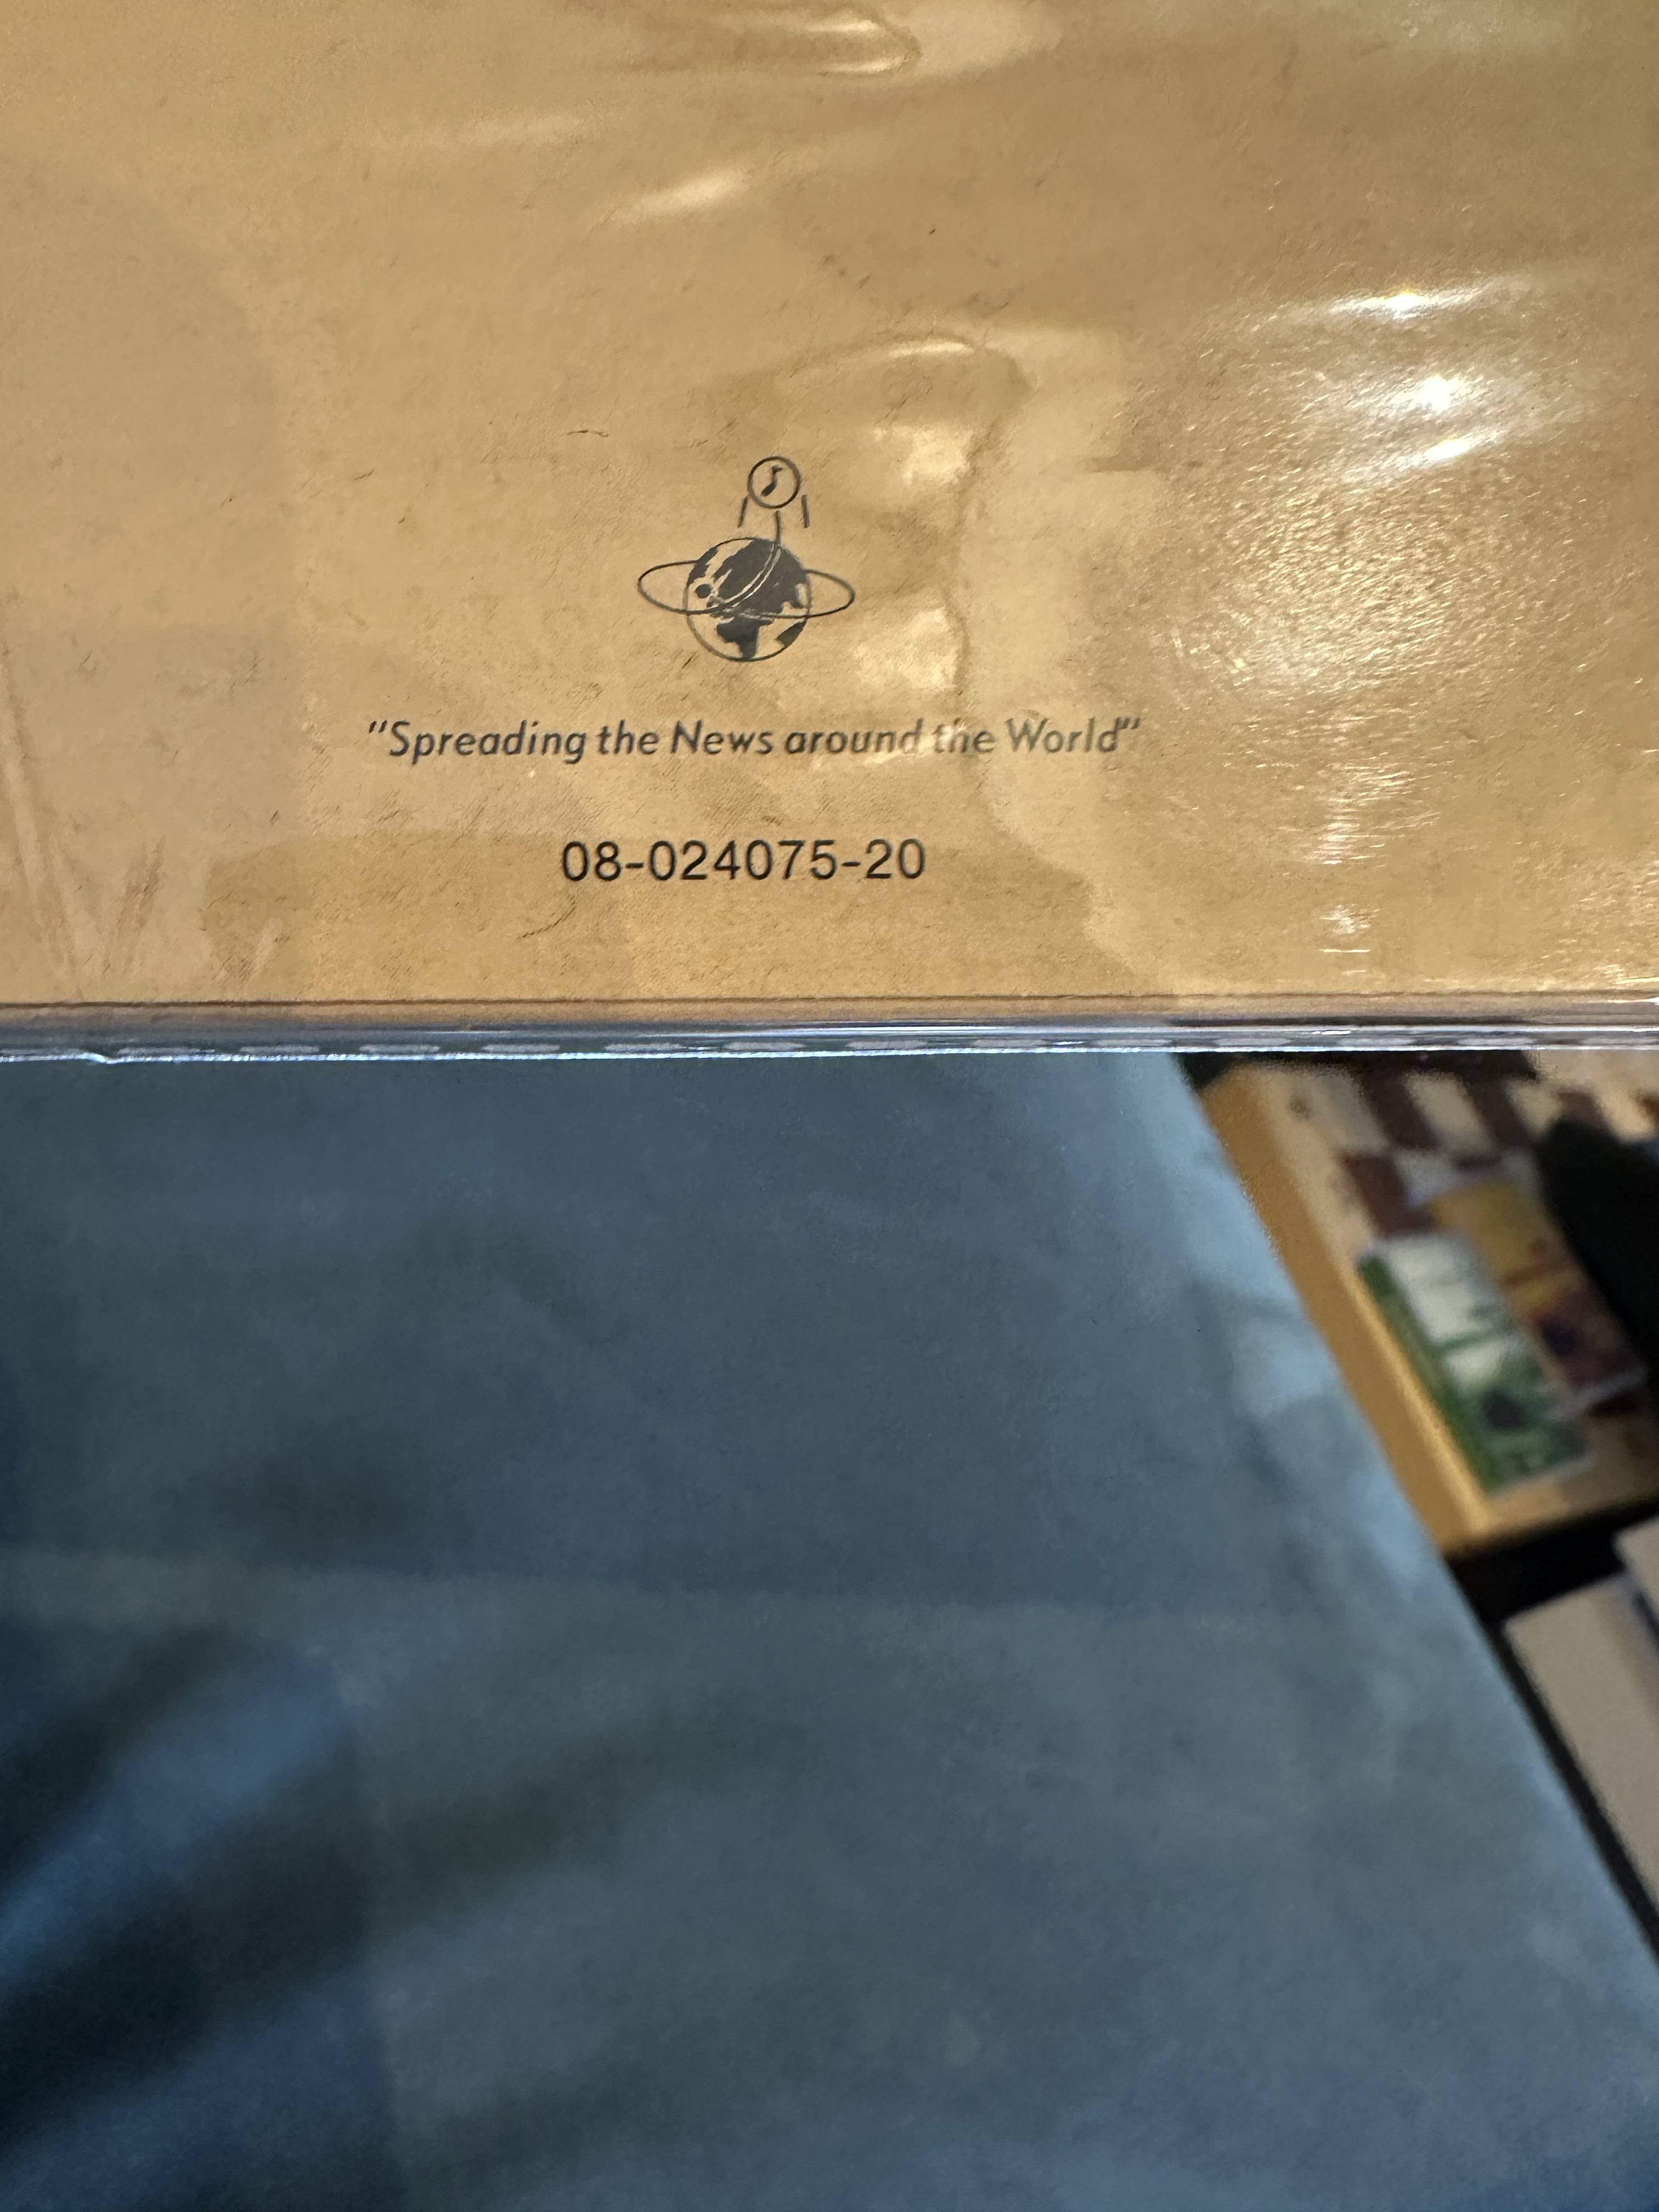 "Spreading the News around the World"
08-024075-20